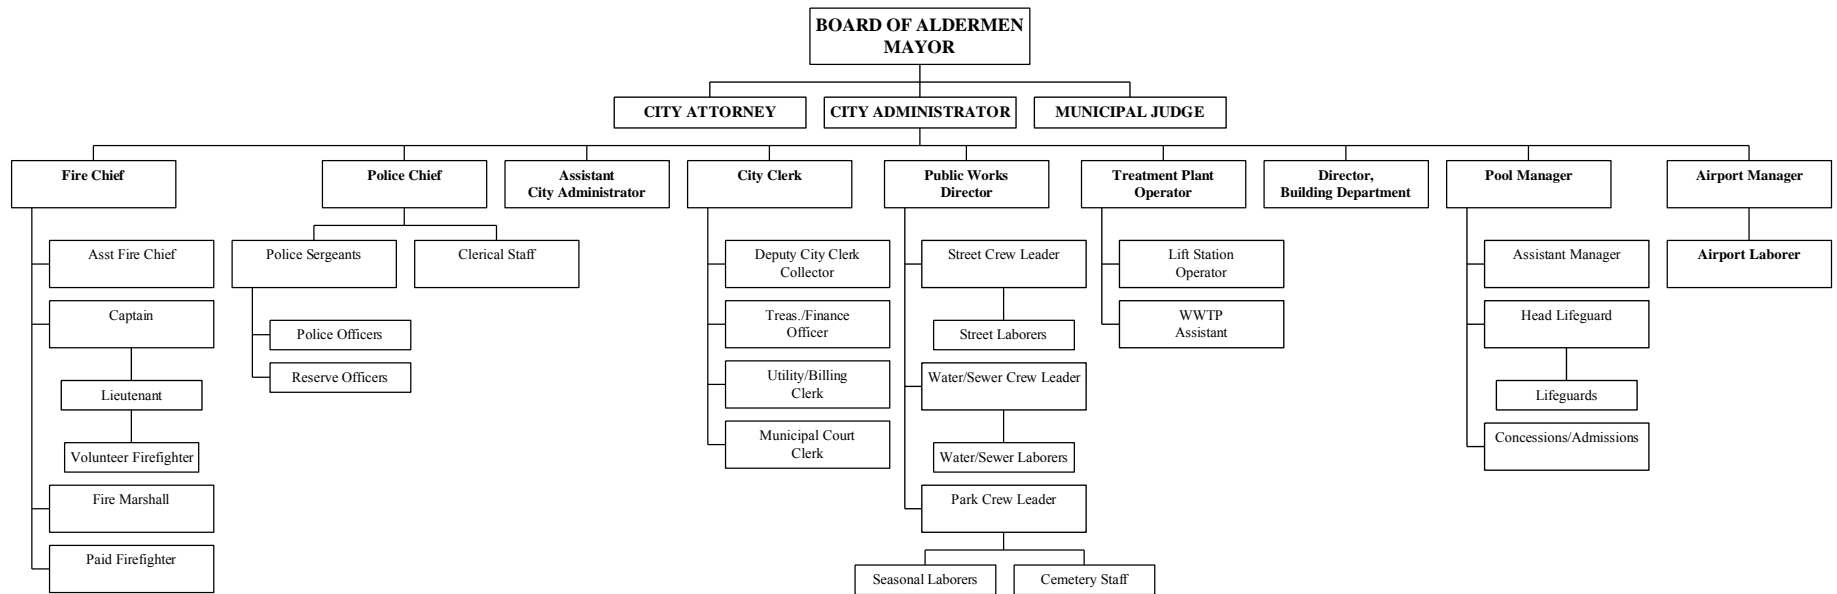 BOARD OF ALDERMEN
MAYOR
CITY ATTORNEY
CITY ADMINISTRATOR
MUNICIPAL JUDGE
Fire Chief
Police Chief
Assistant
City Administrator
City Clerk
Public Works
Director
Treatment Plant
Operator
Director,
Building Department
Pool Manager
Airport Manager
Asst Fire Chief
Captain
Lieutenant
Volunteer Firefighter
Fire Marshall
Paid Firefighter
Police Sergeants
Clerical Staff
Police Officers
Reserve Officers
Deputy City Clerk
Collector
Treas./Finance
Officer
Utility/Billing
Clerk
Municipal Court
Clerk
Street Crew Leader
Street Laborers
Water/Sewer Crew Leader
Water/Sewer Laborers
Park Crew Leader
Seasonal Laborers
Cemetery Staff
Lift Station
Operator
WWTP
Assistant
Assistant Manager
Head Lifeguard
Lifeguards
Concessions/Admissions
Airport Laborer